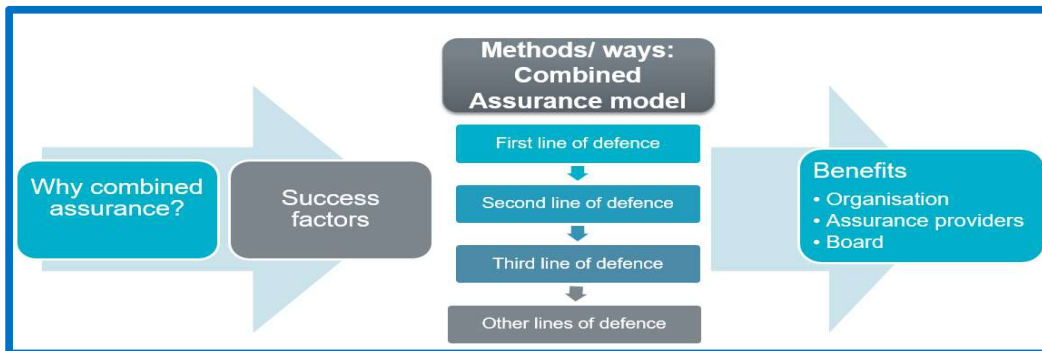 Why combined
assurance?
Success
factors
Methods/ ways:
Combined
Assurance model
First line of defence
Second line of defence
Third line of defence
Other lines of defence
Benefits
• Organisation
• Assurance providers
• Board